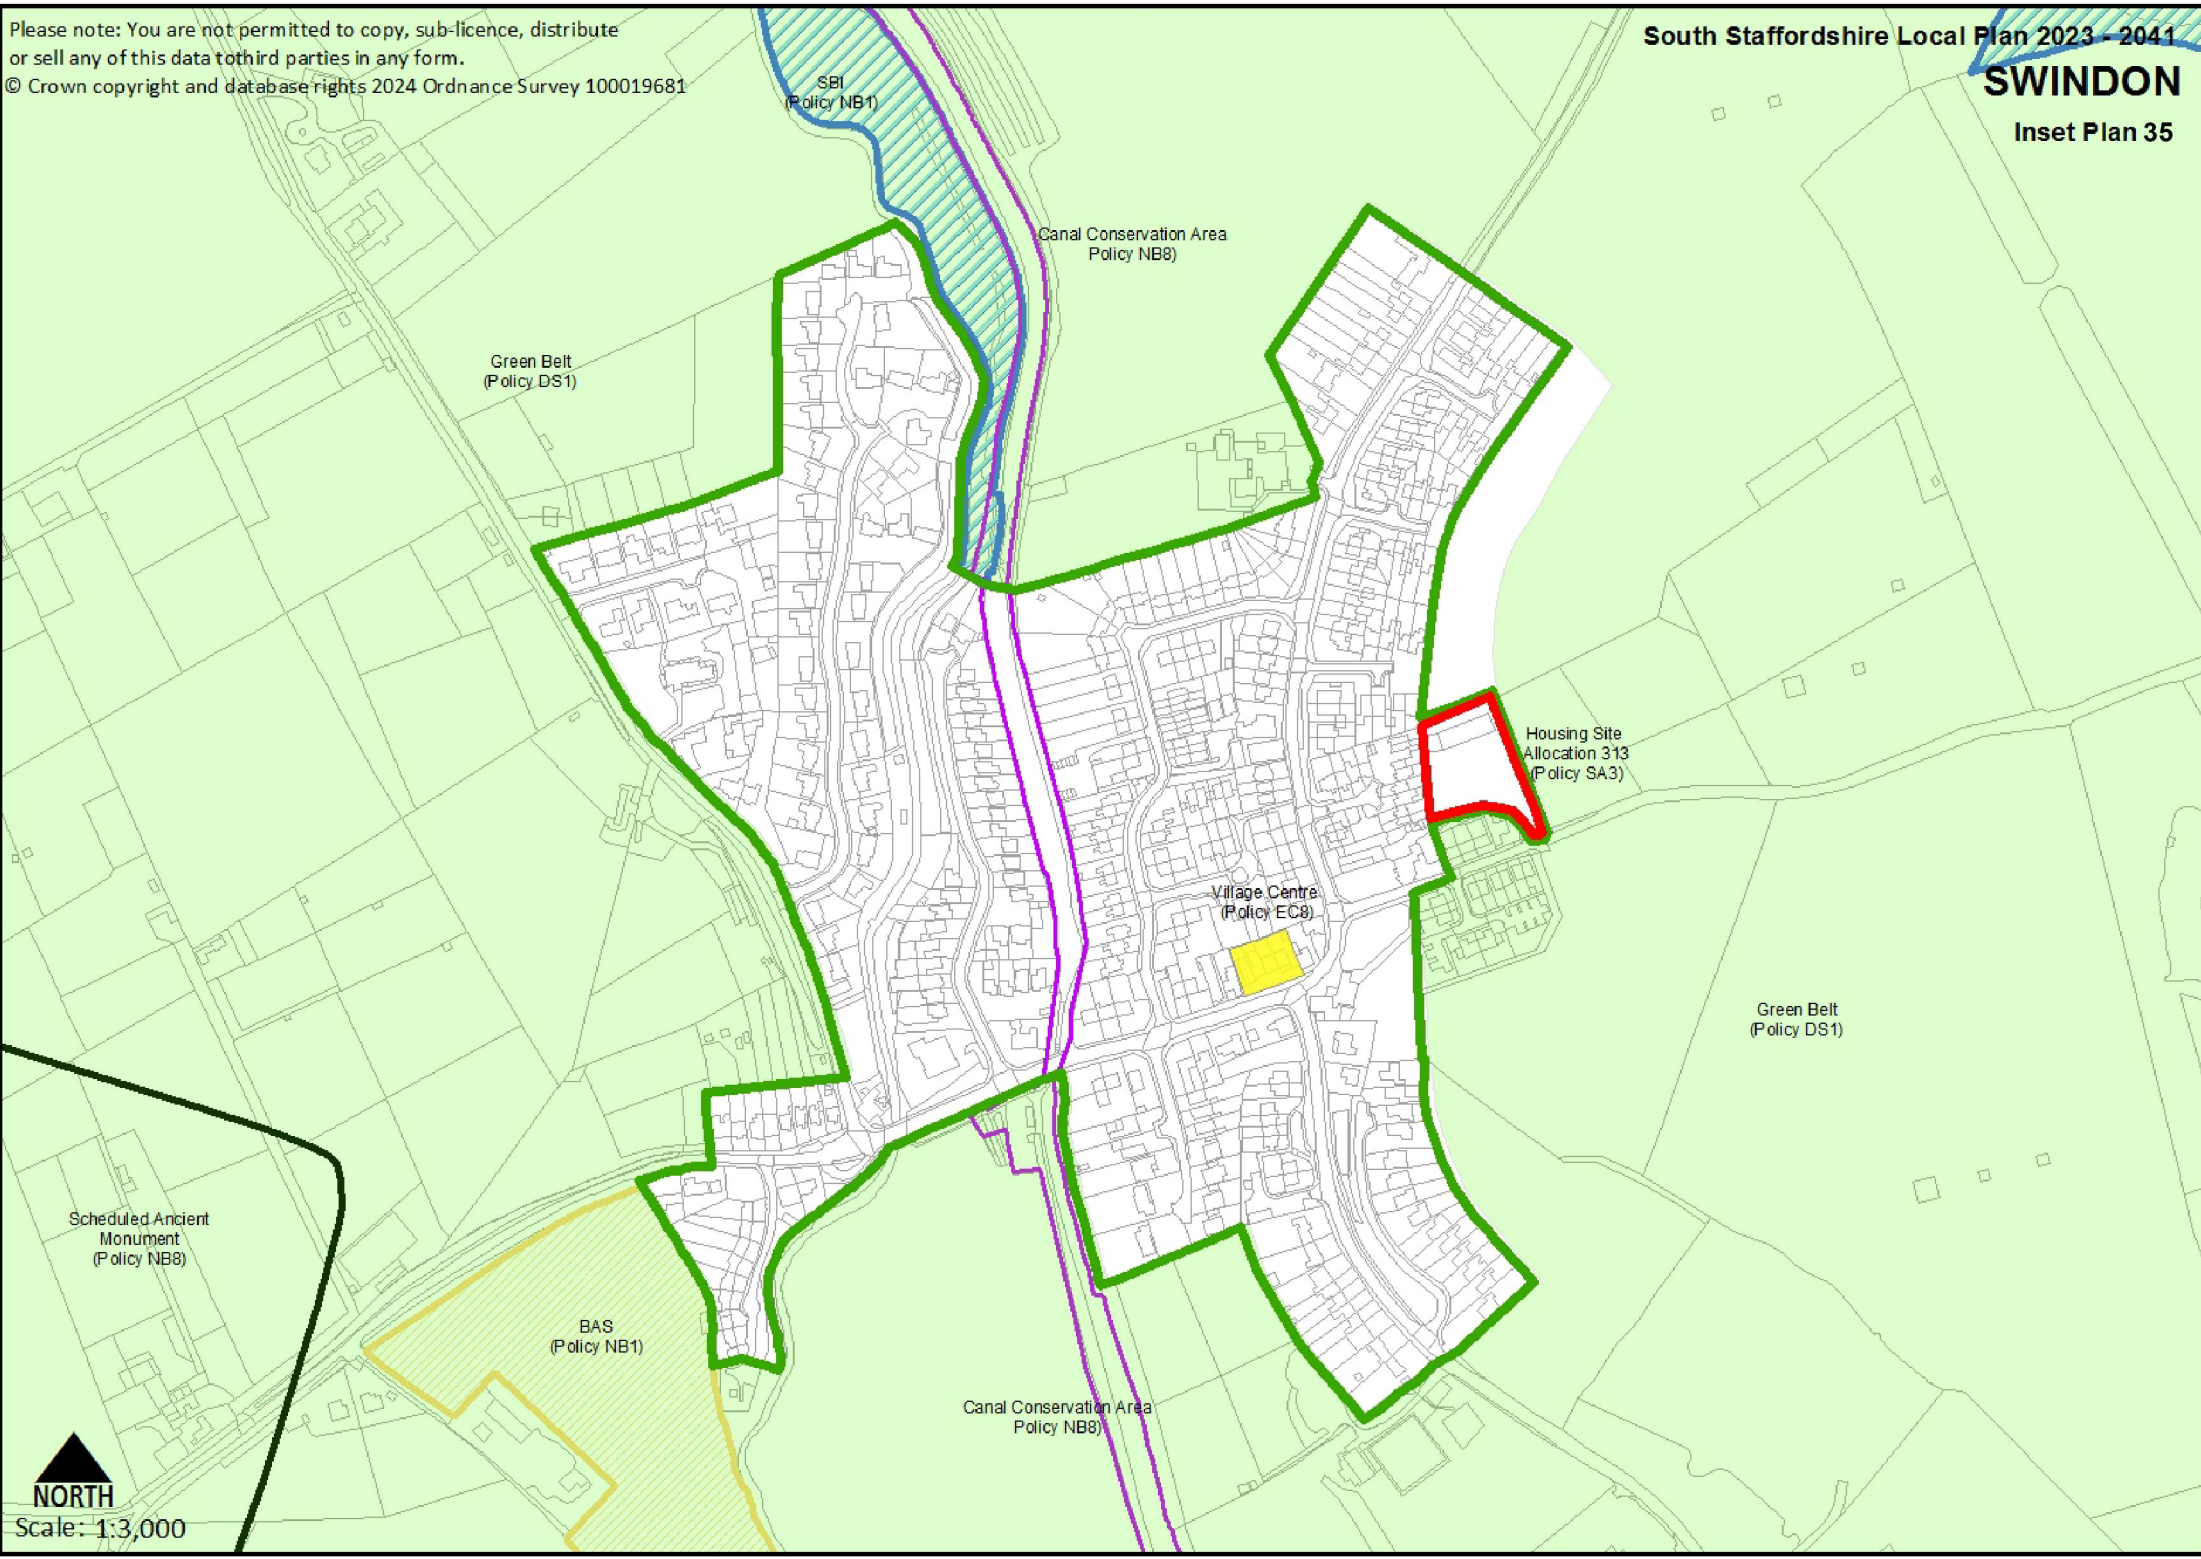 Please note: You are not permitted to copy, sub-licence, distribute
or sell any of this data tothird parties in any form.
© Crown copyright and database rights 2024 Ordnance Survey 100019681
South Staffordshire Local Plan 2023 - 2041
SWINDON
Inset Plan 35
SBI
(Policy NB1)
Canal Conservation Area
Policy NB8)
Green Belt
(Policy DS1)
Housing Site
Allocation 313
(Policy SA3)
Village Centre
(Policy EC8)
Green Belt
(Policy DS1)
Scheduled Ancient
Monument
(Policy NB8)
BAS
(Policy NB1)
Canal Conservation Area
Policy NB8)
NORTH
Scale: 1:3,000